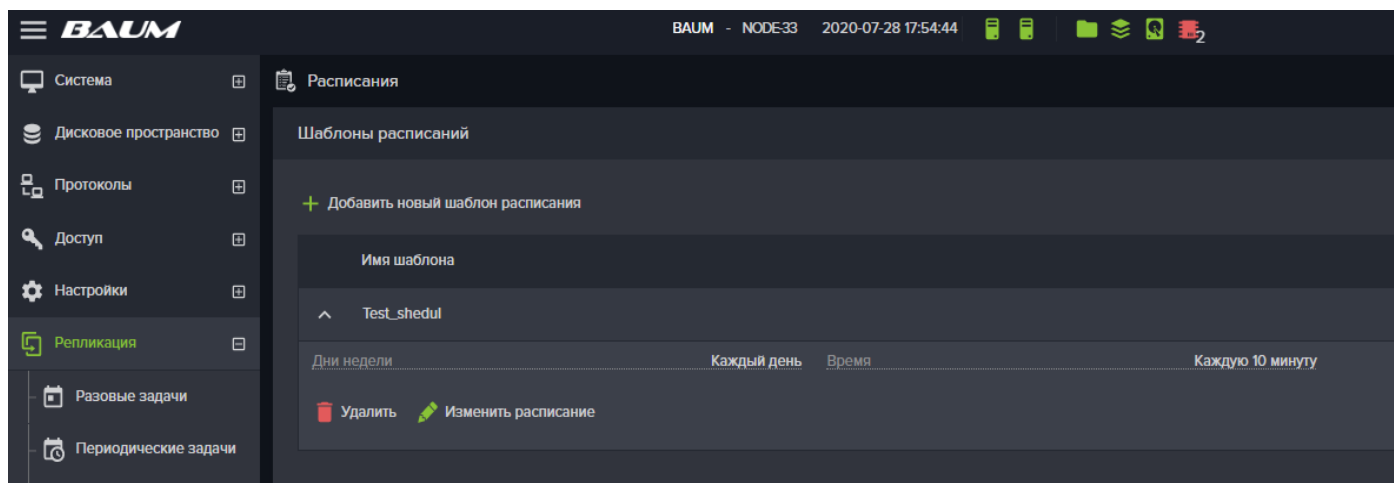 BAUM BAUM - NODE-33 2020-07-28 17:54:44 2
Система
Расписания
Дисковое пространство
Шаблоны расписаний
Протоколы
Добавить новый шаблон расписания
Доступ
Имя шаблона
Настройки
Test_shedul
Репликация
Дни недели Каждый день Время Каждую 10 минуту
Разовые задачи
Удалить Изменить расписание
Периодические задачи